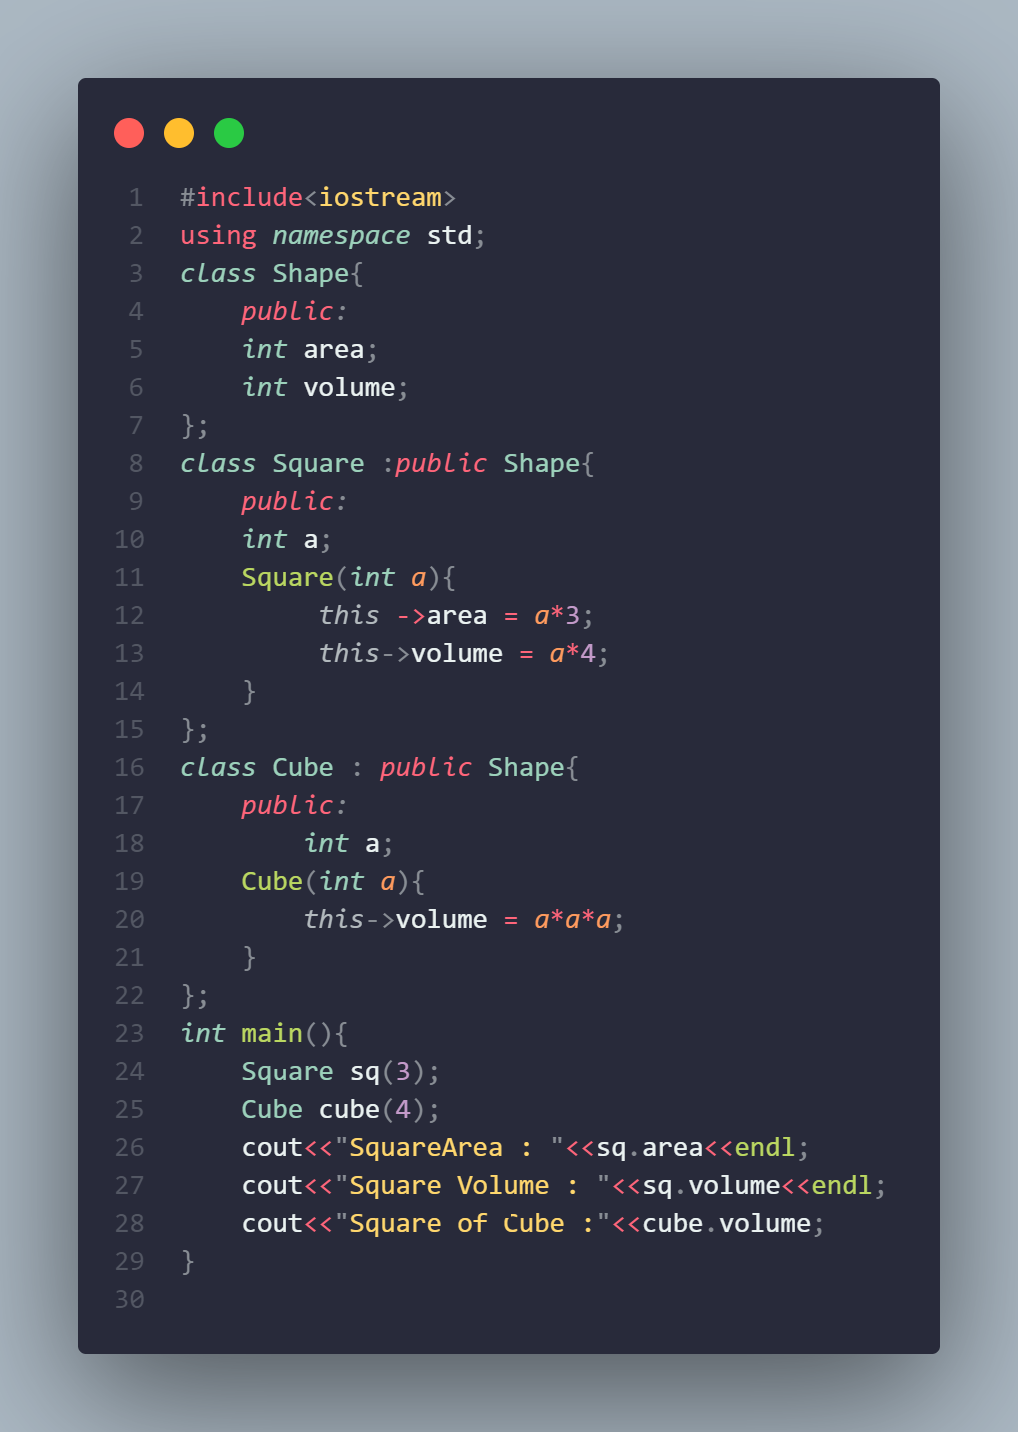 1 #include<iostream>
2 using namespace std;
3 class Shape{
4     public:
5     int area;
6     int volume;
7 };
8 class Square :public Shape{
9     public:
10     int a;
11     Square(int a){
12          this ->area = a*3;
13          this->volume = a*4;
14     }
15 };
16 class Cube : public Shape{
17     public:
18         int a;
19     Cube(int a){
20         this->volume = a*a*a;
21     }
22 };
23 int main(){
24     Square sq(3);
25     Cube cube(4);
26     cout<<"SquareArea : "<<sq.area<<endl;
27     cout<<"Square Volume : "<<sq.volume<<endl;
28     cout<<"Square of Cube :"<<cube.volume;
29 }
30